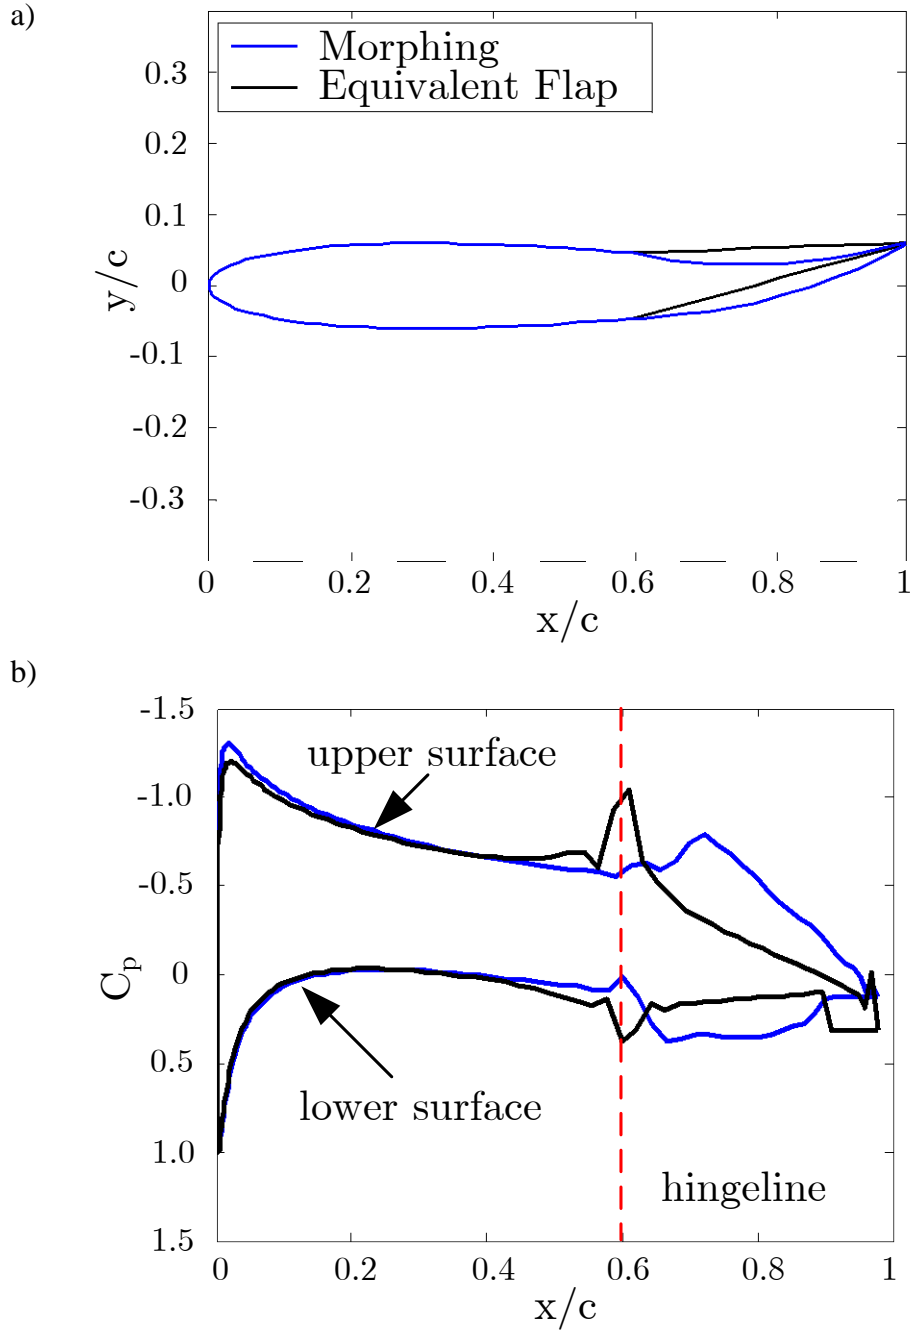 a)
Morphing
Equivalent Flap
0.3
0.2
0.1
0
-0.1
-0.2
-0.3
y/c
0 0.2 0.4 0.6 0.8 1
x/c
b)
-1.5
-1.0
-0.5
0
0.5
1.0
1.5
Cp
upper surface
lower surface
hingeline
0 0.2 0.4 0.6 0.8 1
x/c